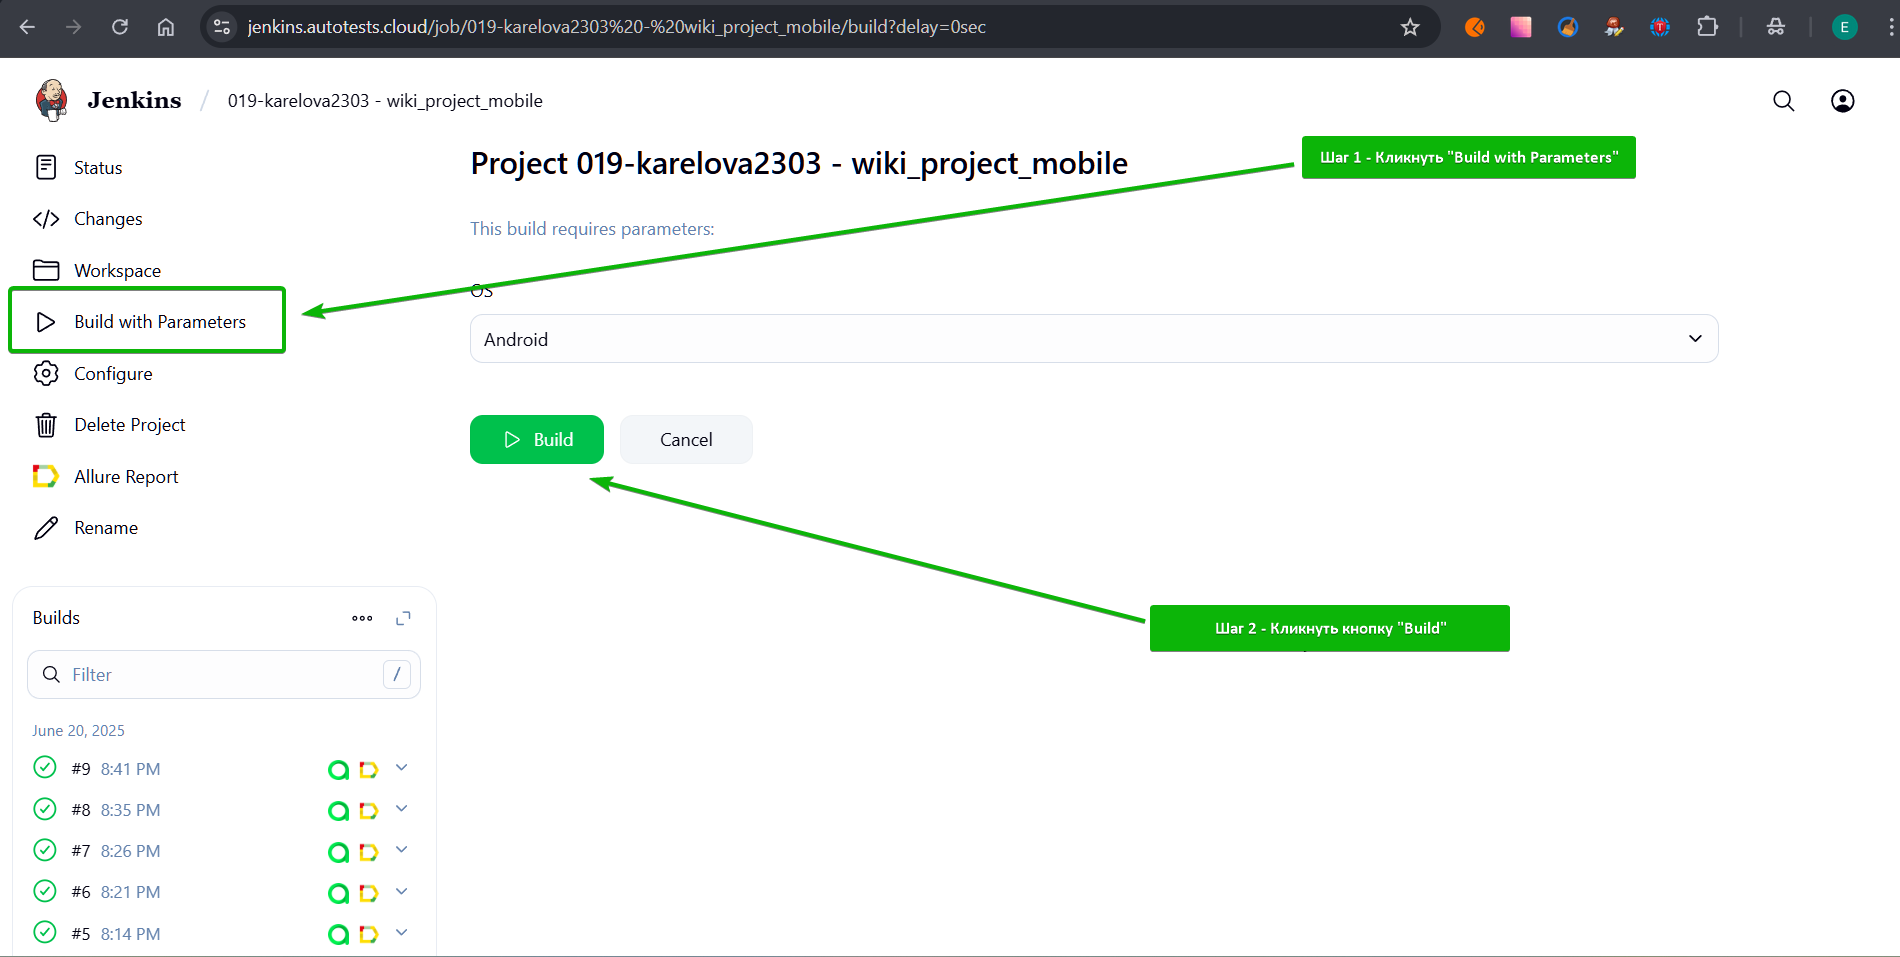 jenkins.autotests.cloud/job/019-karelova2303%20-%20wiki_project_mobile/build?delay=0sec
E
Jenkins / 019-karelova2303 - wiki_project_mobile
Status
Changes
Workspace
Build with Parameters
Configure
Delete Project
Allure Report
Rename
Project 019-karelova2303 - wiki_project_mobile
Шаг 1 - Кликнуть "Build with Parameters"
This build requires parameters:
OS
Android
Build
Cancel
Шаг 2 - Кликнуть кнопку "Build"
Builds
Filter /
June 20, 2025
#9 8:41 PM
#8 8:35 PM
#7 8:26 PM
#6 8:21 PM
#5 8:14 PM